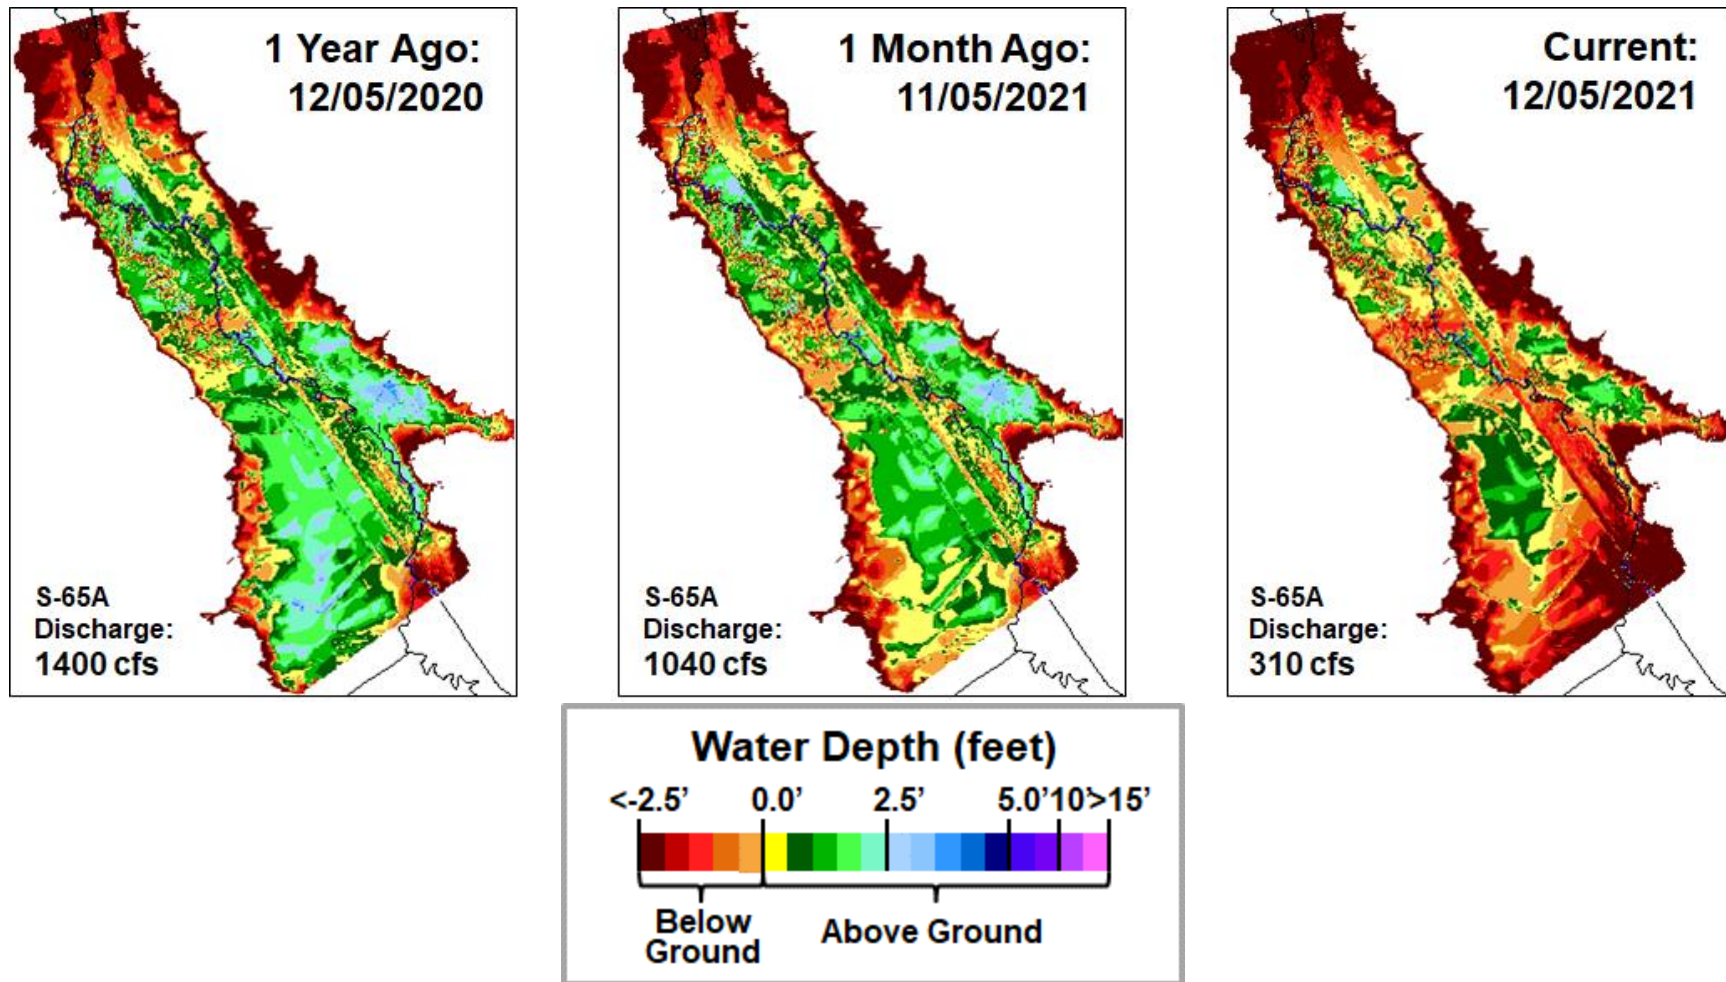 1 Year Ago:
12/05/2020
S-65A
Discharge:
1400 cfs
1 Month Ago:
11/05/2021
S-65A
Discharge:
1040 cfs
Current:
12/05/2021
S-65A
Discharge:
310 cfs
Water Depth (feet)
<-2.5’ 0.0’ 2.5’ 5.0’10’>15’
Below
Ground
Above Ground